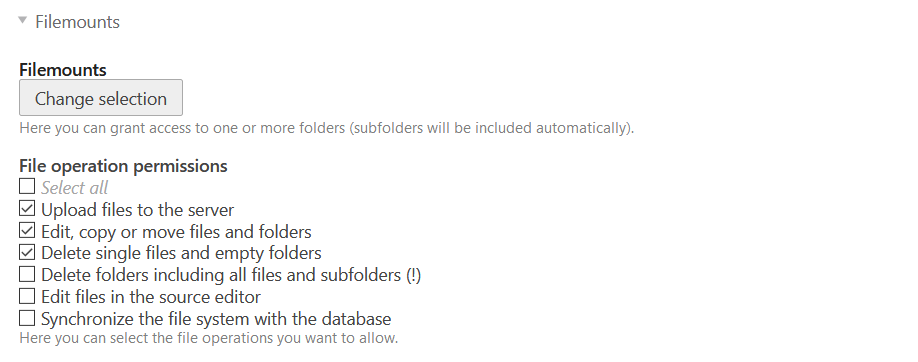 Filemounts
Filemounts
Change selection
Here you can grant access to one or more folders (subfolders will be included automatically).
File operation permissions
Select all
Upload files to the server
Edit, copy or move files and folders
Delete single files and empty folders
Delete folders including all files and subfolders (!)
Edit files in the source editor
Synchronize the file system with the database
Here you can select the file operations you want to allow.